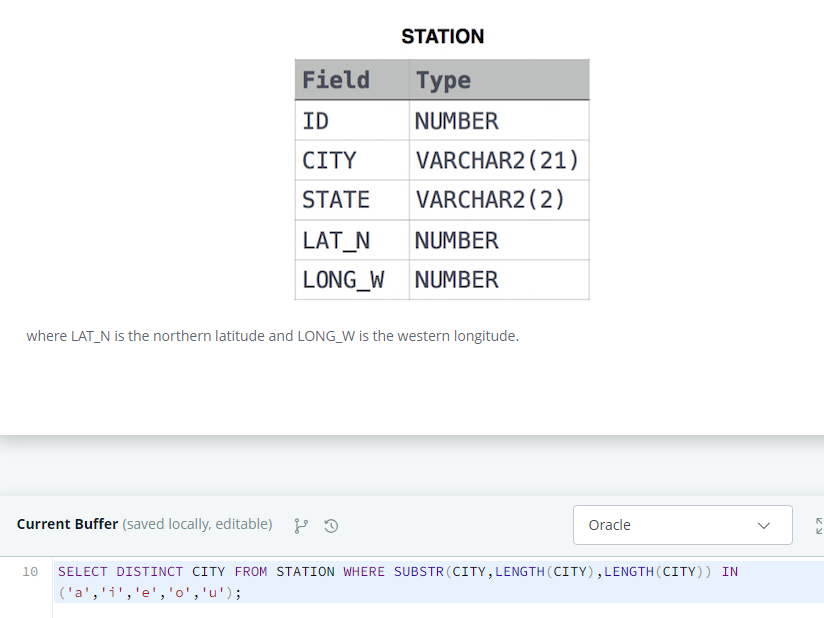 STATION
Field Type
ID NUMBER
CITY VARCHAR2(21)
STATE VARCHAR2(2)
LAT_N NUMBER
LONG_W NUMBER
where LAT_N is the northern latitude and LONG_W is the western longitude.
Current Buffer (saved locally, editable) Oracle
10 SELECT DISTINCT CITY FROM STATION WHERE SUBSTR(CITY,LENGTH(CITY),LENGTH(CITY)) IN
('a','i','e','o','u');